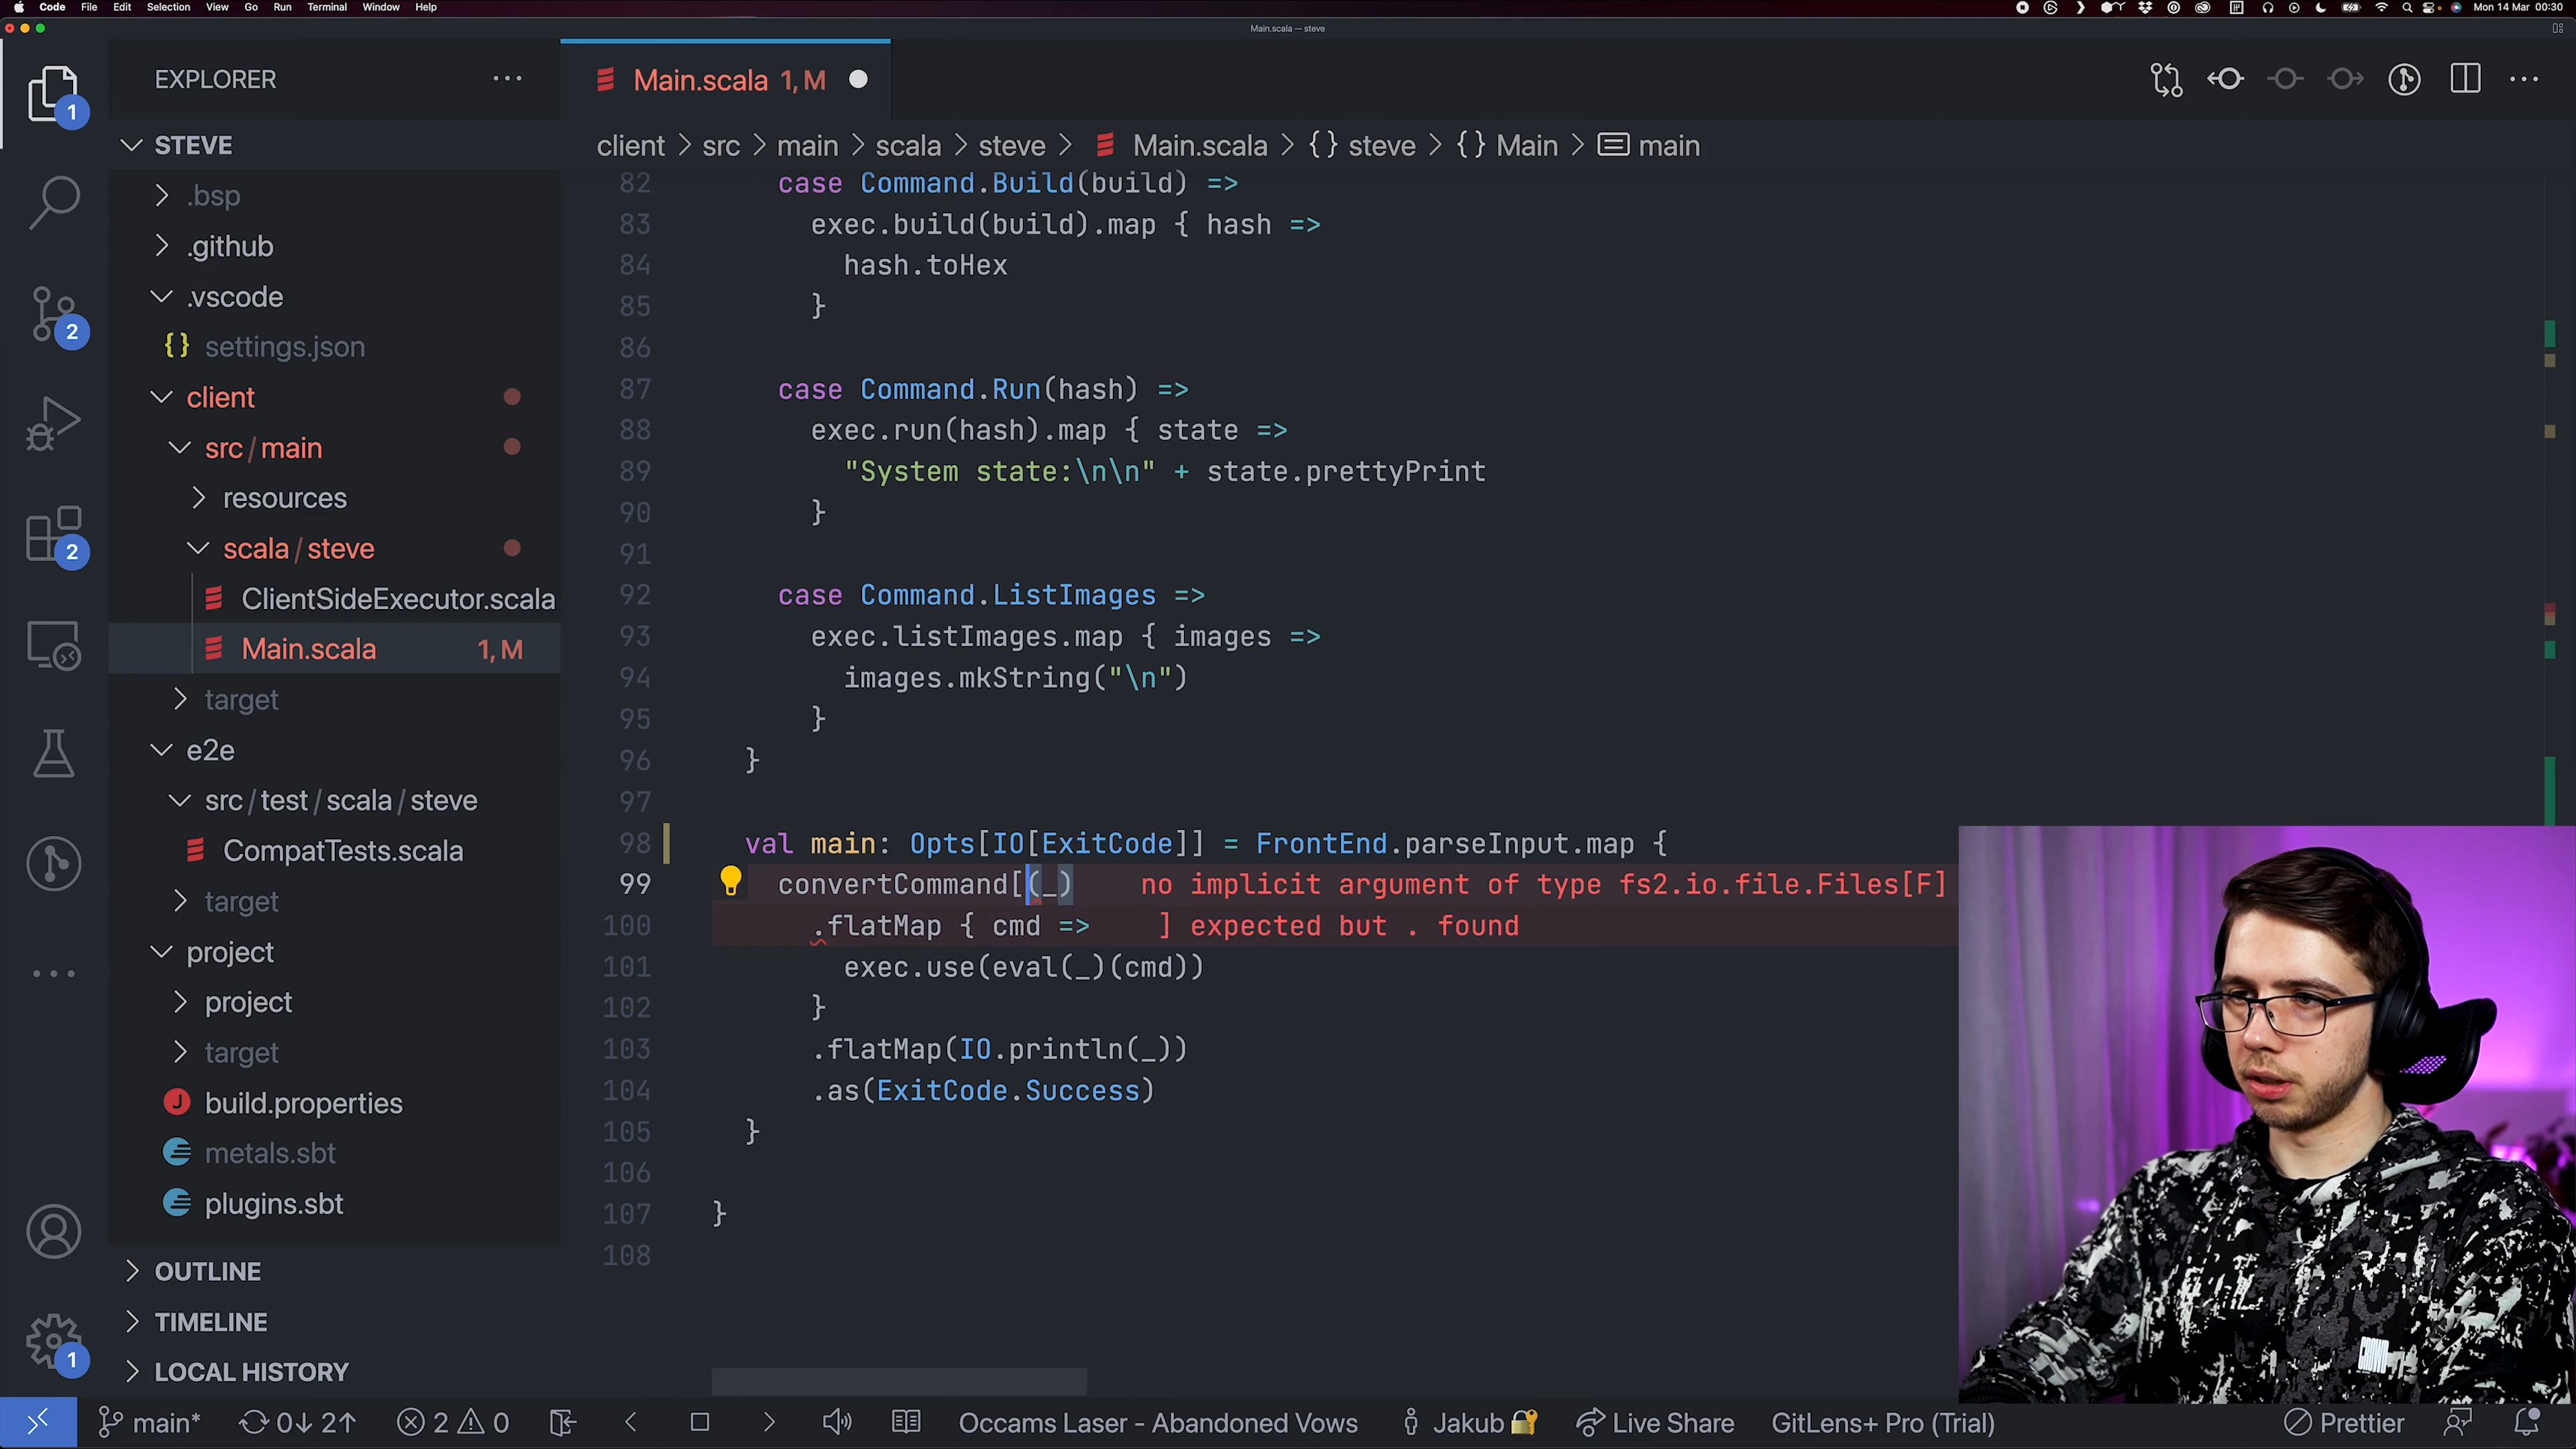 Code File Edit Selection View Go Run Terminal Window Help
Mon 14 Mar 00:30
Main.scala — steve
EXPLORER
Main.scala 1, M
STEVE
client > src > main > scala > steve > Main.scala > {} steve > {} Main > main
.bsp
.github
.vscode
{} settings.json
client
src/main
resources
scala/steve
ClientSideExecutor.scala
Main.scala 1, M
target
e2e
src/test/scala/steve
CompatTests.scala
target
project
project
target
build.properties
metals.sbt
plugins.sbt
OUTLINE
TIMELINE
LOCAL HISTORY
1
2
2
1
82 case Command.Build(build) =>
83 exec.build(build).map { hash =>
84 hash.toHex
85 }
86
87 case Command.Run(hash) =>
88 exec.run(hash).map { state =>
89 "System state:\n\n" + state.prettyPrint
90 }
91
92 case Command.ListImages =>
93 exec.listImages.map { images =>
94 images.mkString("\n")
95 }
96 }
97
98 val main: Opts[IO[ExitCode]] = FrontEnd.parseInput.map {
99 convertCommand[(_) no implicit argument of type fs2.io.file.Files[F]
100 .flatMap { cmd => ] expected but . found
101 exec.use(eval(_)(cmd))
102 }
103 .flatMap(IO.println(_))
104 .as(ExitCode.Success)
105 }
106
107 }
108
main* 0↓ 2↑ 2 0 Occams Laser - Abandoned Vows Jakub Live Share GitLens+ Pro (Trial) Prettier